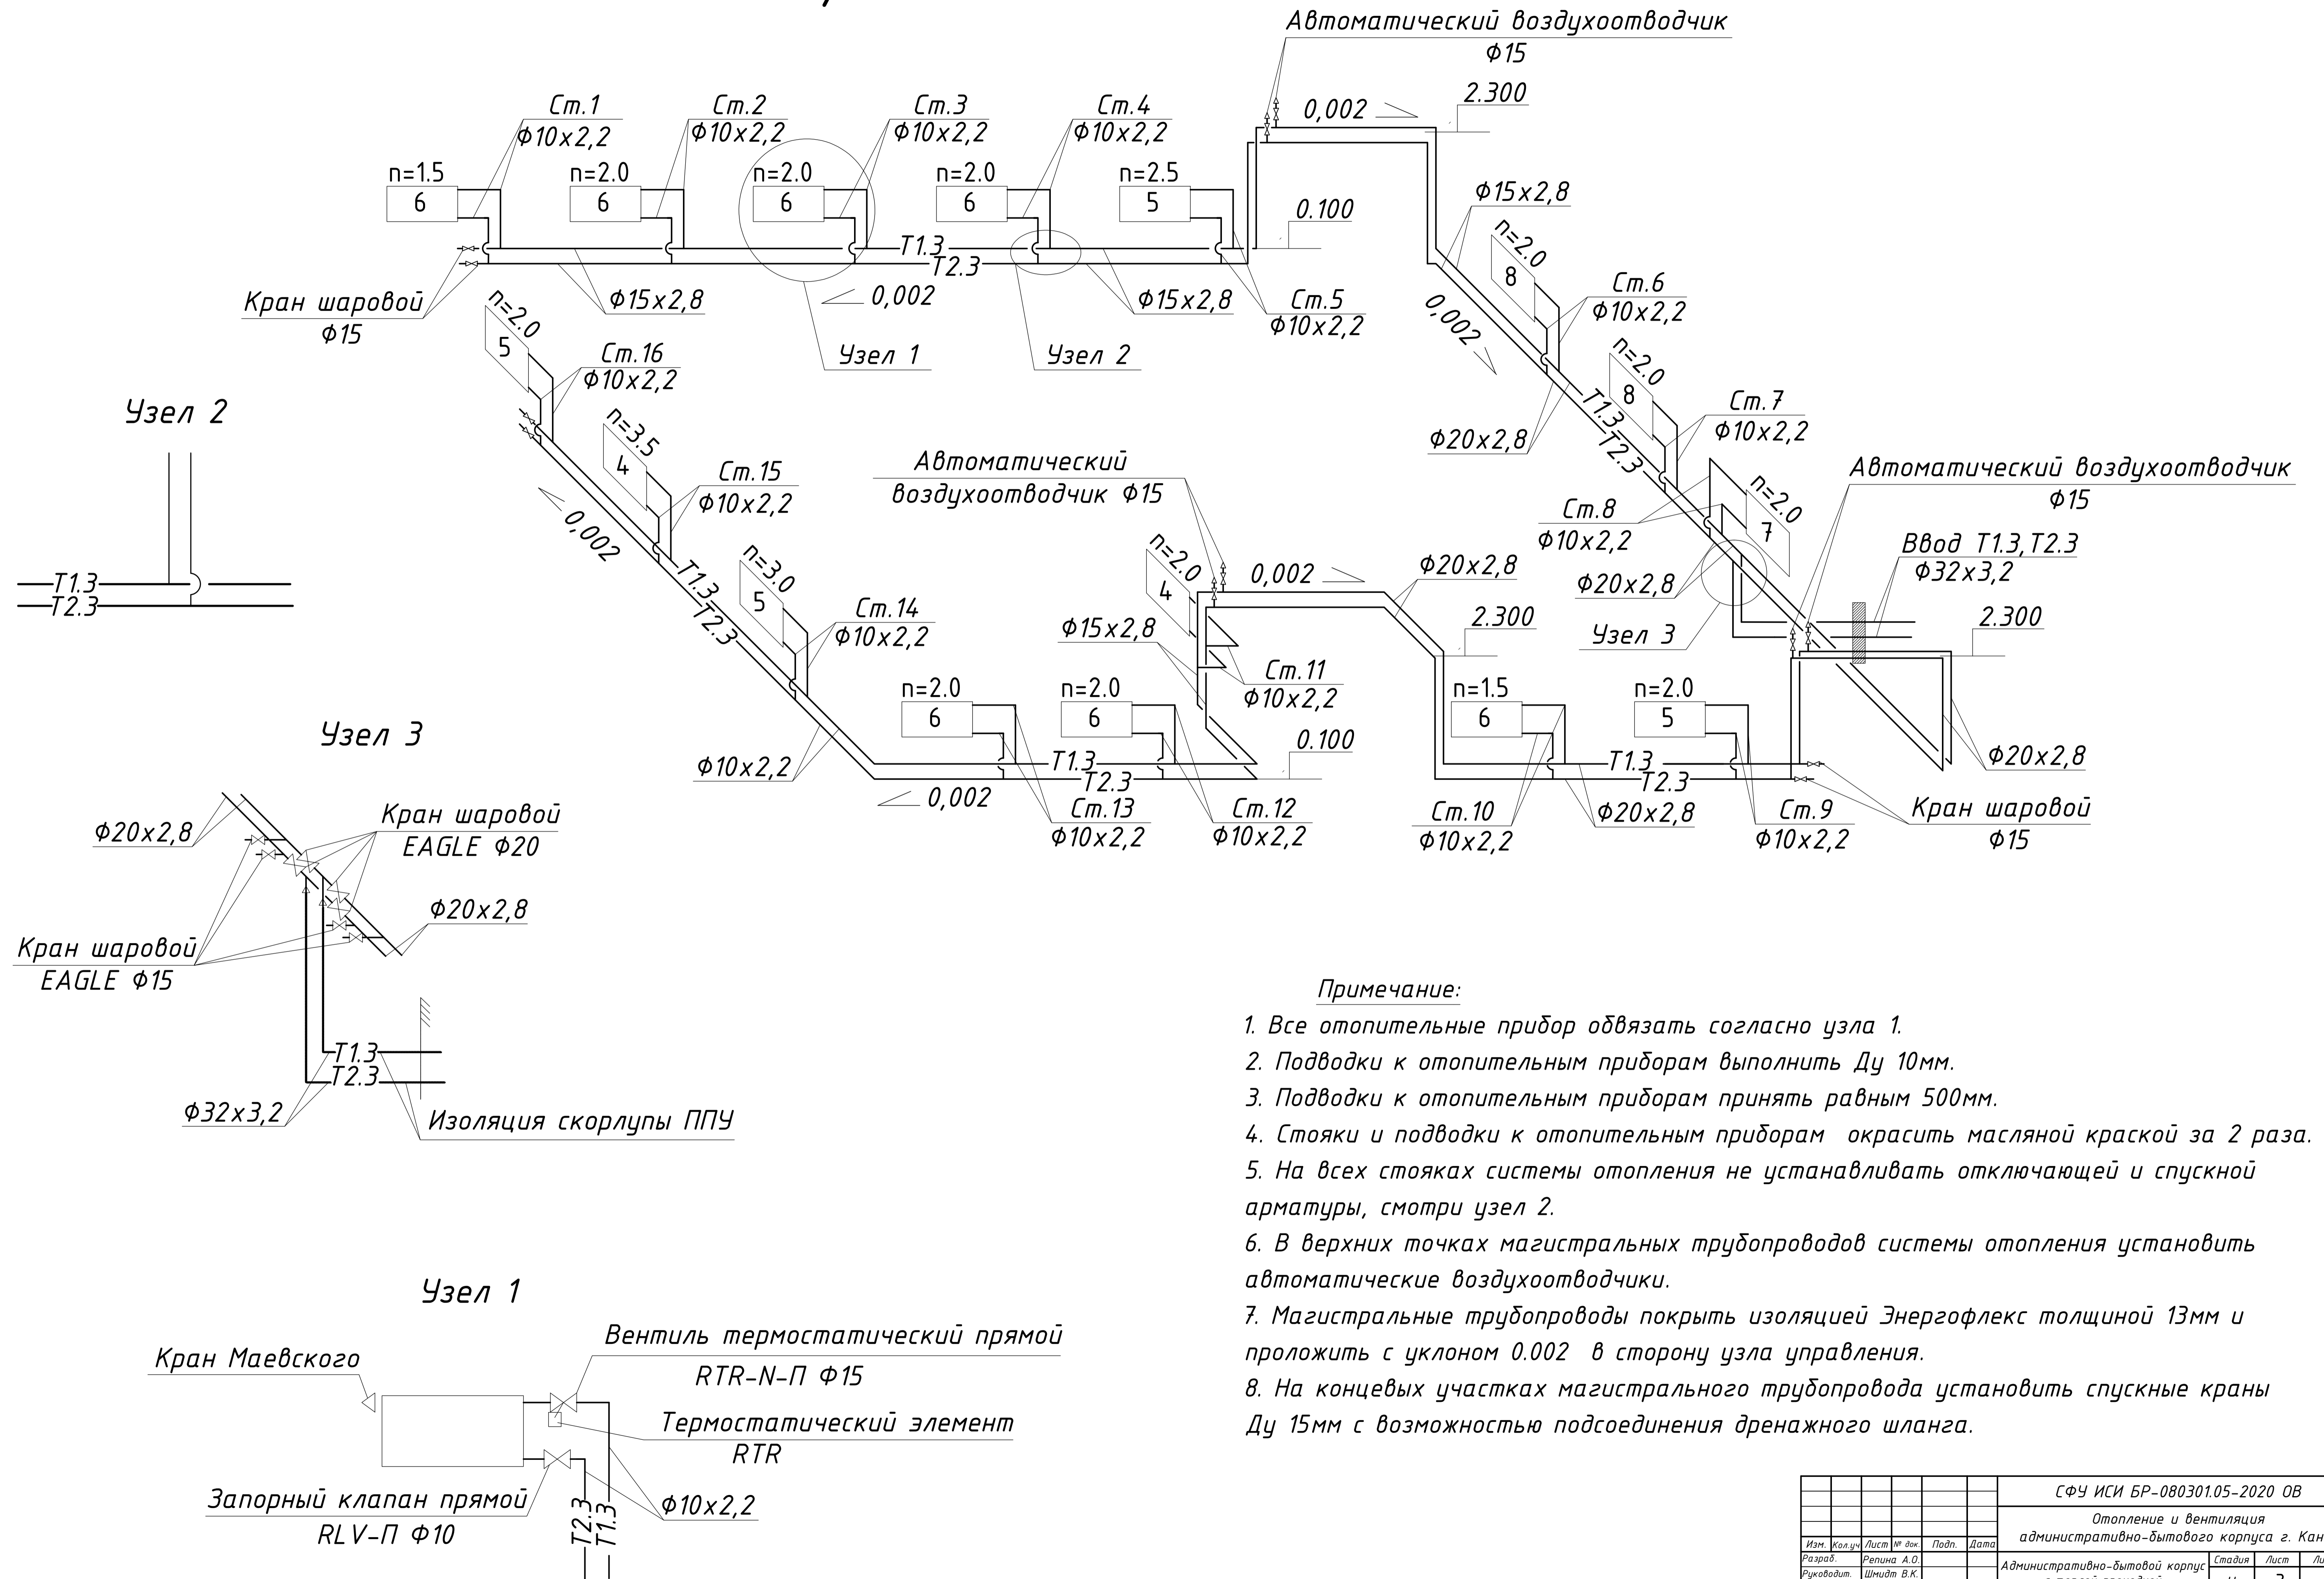 Автоматический воздухоотводчик
Ф15
0,002
2.300
Ст.1
Ф10х2,2
Ст.2
Ф10х2,2
Ст.3
Ф10х2,2
Ст.4
Ф10х2,2
n=1.5
6
n=2.0
6
n=2.0
6
n=2.0
6
n=2.5
5
0.100
Т1.3
Т2.3
Кран шаровой
Ф15
Ф15х2,8
0,002
Ф15х2,8
Ст.5
Ф10х2,2
Узел 1
Узел 2
Ф15х2,8
n=2.0
8
Ст.6
Ф10х2,2
0,002
n=2.0
8
Ст.7
Ф10х2,2
Т1.3
Т2.3
Ф20х2,8
n=2.0
5
Ст.16
Ф10х2,2
n=3.5
4
Ст.15
Ф10х2,2
0,002
Т1.3
Т2.3
n=3.0
5
Ст.14
Ф10х2,2
Ф10х2,2
Автоматический
воздухоотводчик Ф15
n=2.0
4
0,002
Ф20х2,8
2.300
Ф15х2,8
Ст.11
Ф10х2,2
Ст.8
Ф10х2,2
n=2.0
7
Ф20х2,8
Узел 3
Автоматический воздухоотводчик
Ф15
Ввод Т1.3,Т2.3
Ф32х3,2
2.300
Ф20х2,8
n=2.0
6
n=2.0
6
Т1.3
Т2.3
0.100
0,002
Ст.13
Ф10х2,2
Ст.12
Ф10х2,2
n=1.5
6
n=2.0
5
Т1.3
Т2.3
Ст.10
Ф10х2,2
Ф20х2,8
Ст.9
Ф10х2,2
Кран шаровой
Ф15
Узел 2
Т1.3
Т2.3
Узел 3
Ф20х2,8
Кран шаровой
EAGLE Ф20
Ф20х2,8
Кран шаровой
EAGLE Ф15
Т1.3
Т2.3
Ф32х3,2
Изоляция скорлупы ППУ
Узел 1
Кран Маевского
Вентиль термостатический прямой
RTR-N-П Ф15
Термостатический элемент
RTR
Запорный клапан прямой
RLV-П Ф10
Ф10х2,2
Т2.3
Т1.3
Примечание:
1. Все отопительные прибор обвязать согласно узла 1.
2. Подводки к отопительным приборам выполнить Ду 10мм.
3. Подводки к отопительным приборам принять равным 500мм.
4. Стояки и подводки к отопительным приборам окрасить масляной краской за 2 раза.
5. На всех стояках системы отопления не устанавливать отключающей и спускной
арматуры, смотри узел 2.
6. В верхних точках магистральных трубопроводов системы отопления установить
автоматические воздухоотводчики.
7. Магистральные трубопроводы покрыть изоляцией Энергофлекс толщиной 13мм и
проложить с уклоном 0.002 в сторону узла управления.
8. На концевых участках магистрального трубопровода установить спускные краны
Ду 15мм с возможностью подсоединения дренажного шланга.
СФУ ИСИ БР-080301.05-2020 ОВ
Отопление и вентиляция
административно-бытового корпуса г. Кан
Изм. Кол.уч Лист № док. Подп. Дата
Разраб. Репина А.О.
Административно-бытовой корпус
Стадия Лист
Руководит. Шмидт В.К.